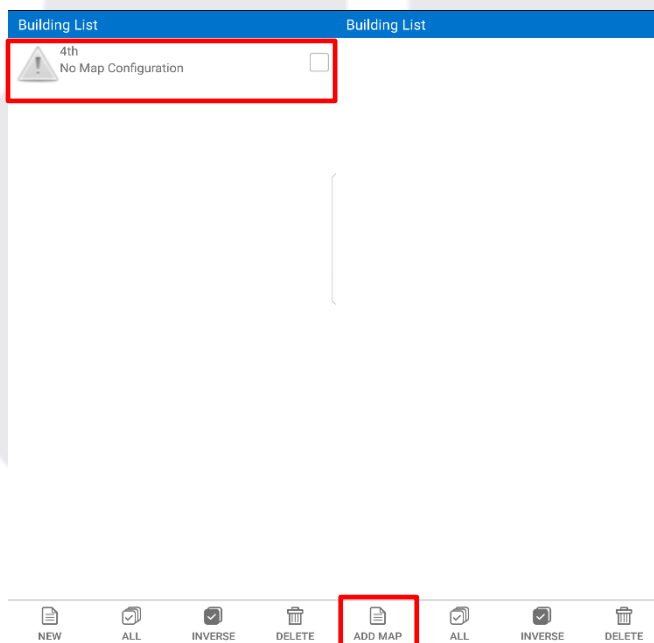 Building List
4th
No Map Configuration
NEW ALL INVERSE DELETE
Building List
ADD MAP ALL INVERSE DELETE